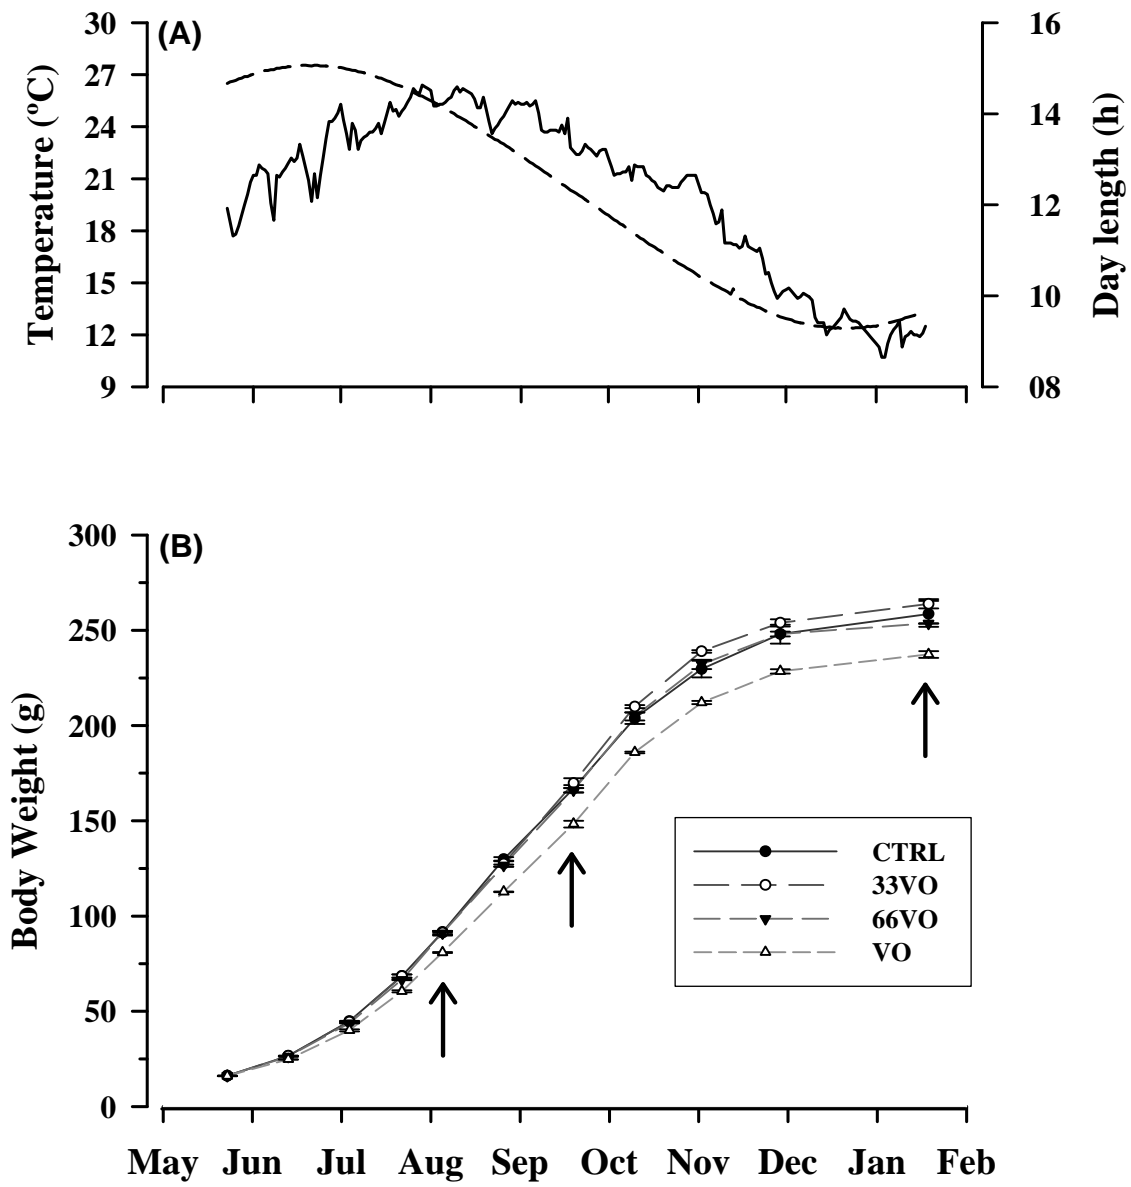 (A)
Temperature (ºC)
30
27
24
21
18
15
12
9
16
14
12
10
08
Day length (h)
(B)
Body Weight (g)
300
250
200
150
100
50
0
CTRL
33VO
66VO
VO
May Jun Jul Aug Sep Oct Nov Dec Jan Feb